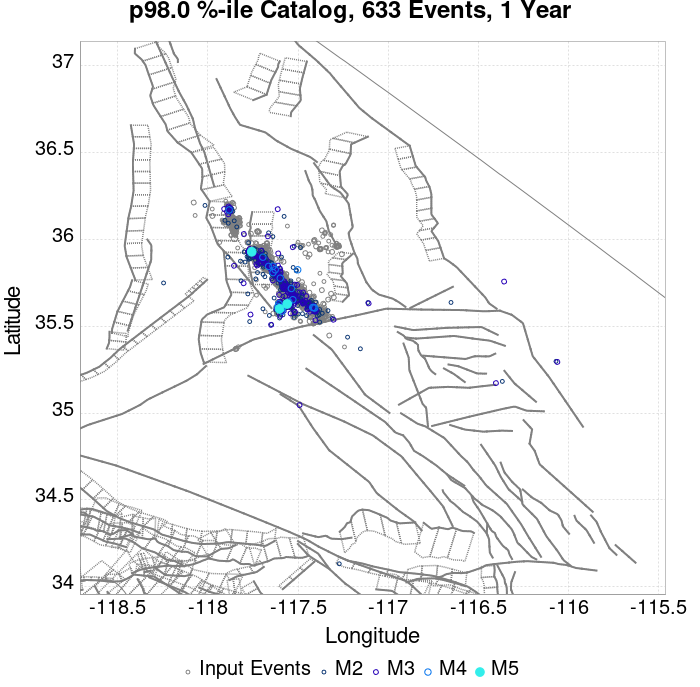 p98.0 %-ile Catalog, 633 Events, 1 Year
37
36.5
36
35.5
35
34.5
34
Latitude
-118.5 -118 -117.5 -117 -116.5 -116 -115.5
Longitude
Input Events M2 M3 M4 M5